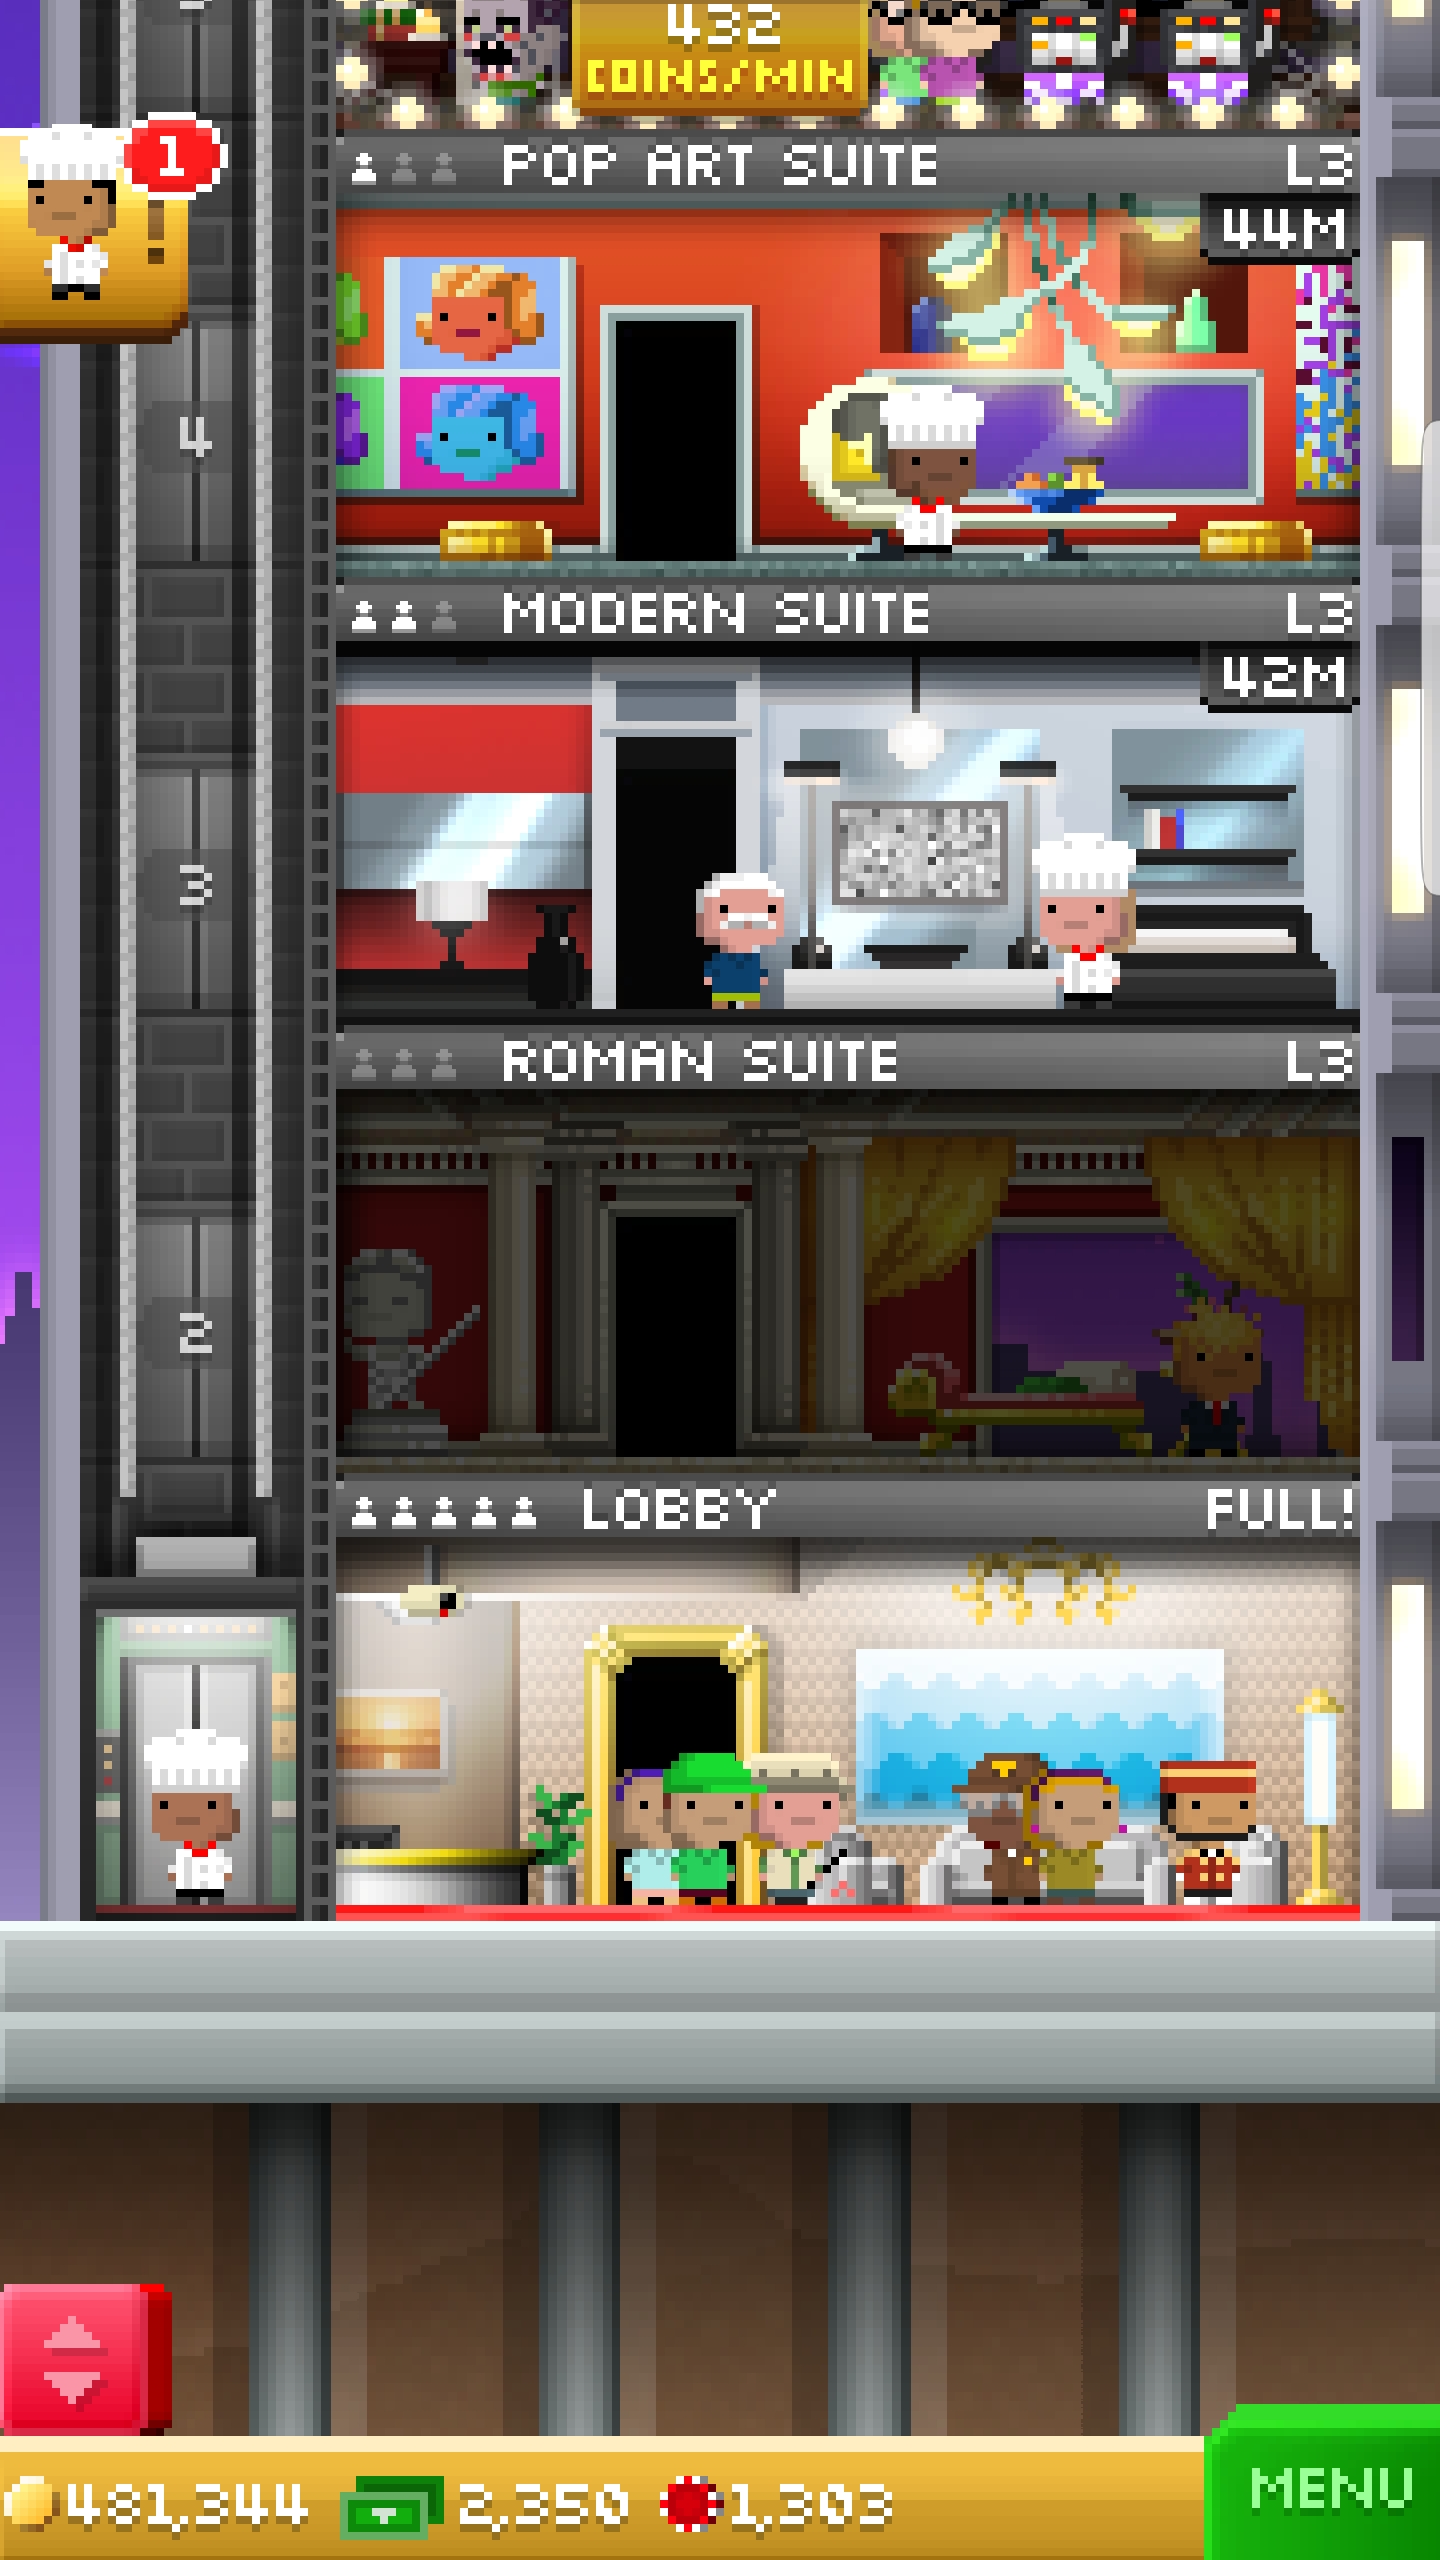 432
COINS/MIN
1
!
POP ART SUITE L3
44M
4
MODERN SUITE L3
42M
3
ROMAN SUITE L3
2
LOBBY FULL!
481,344 2,350 1,303
MENU